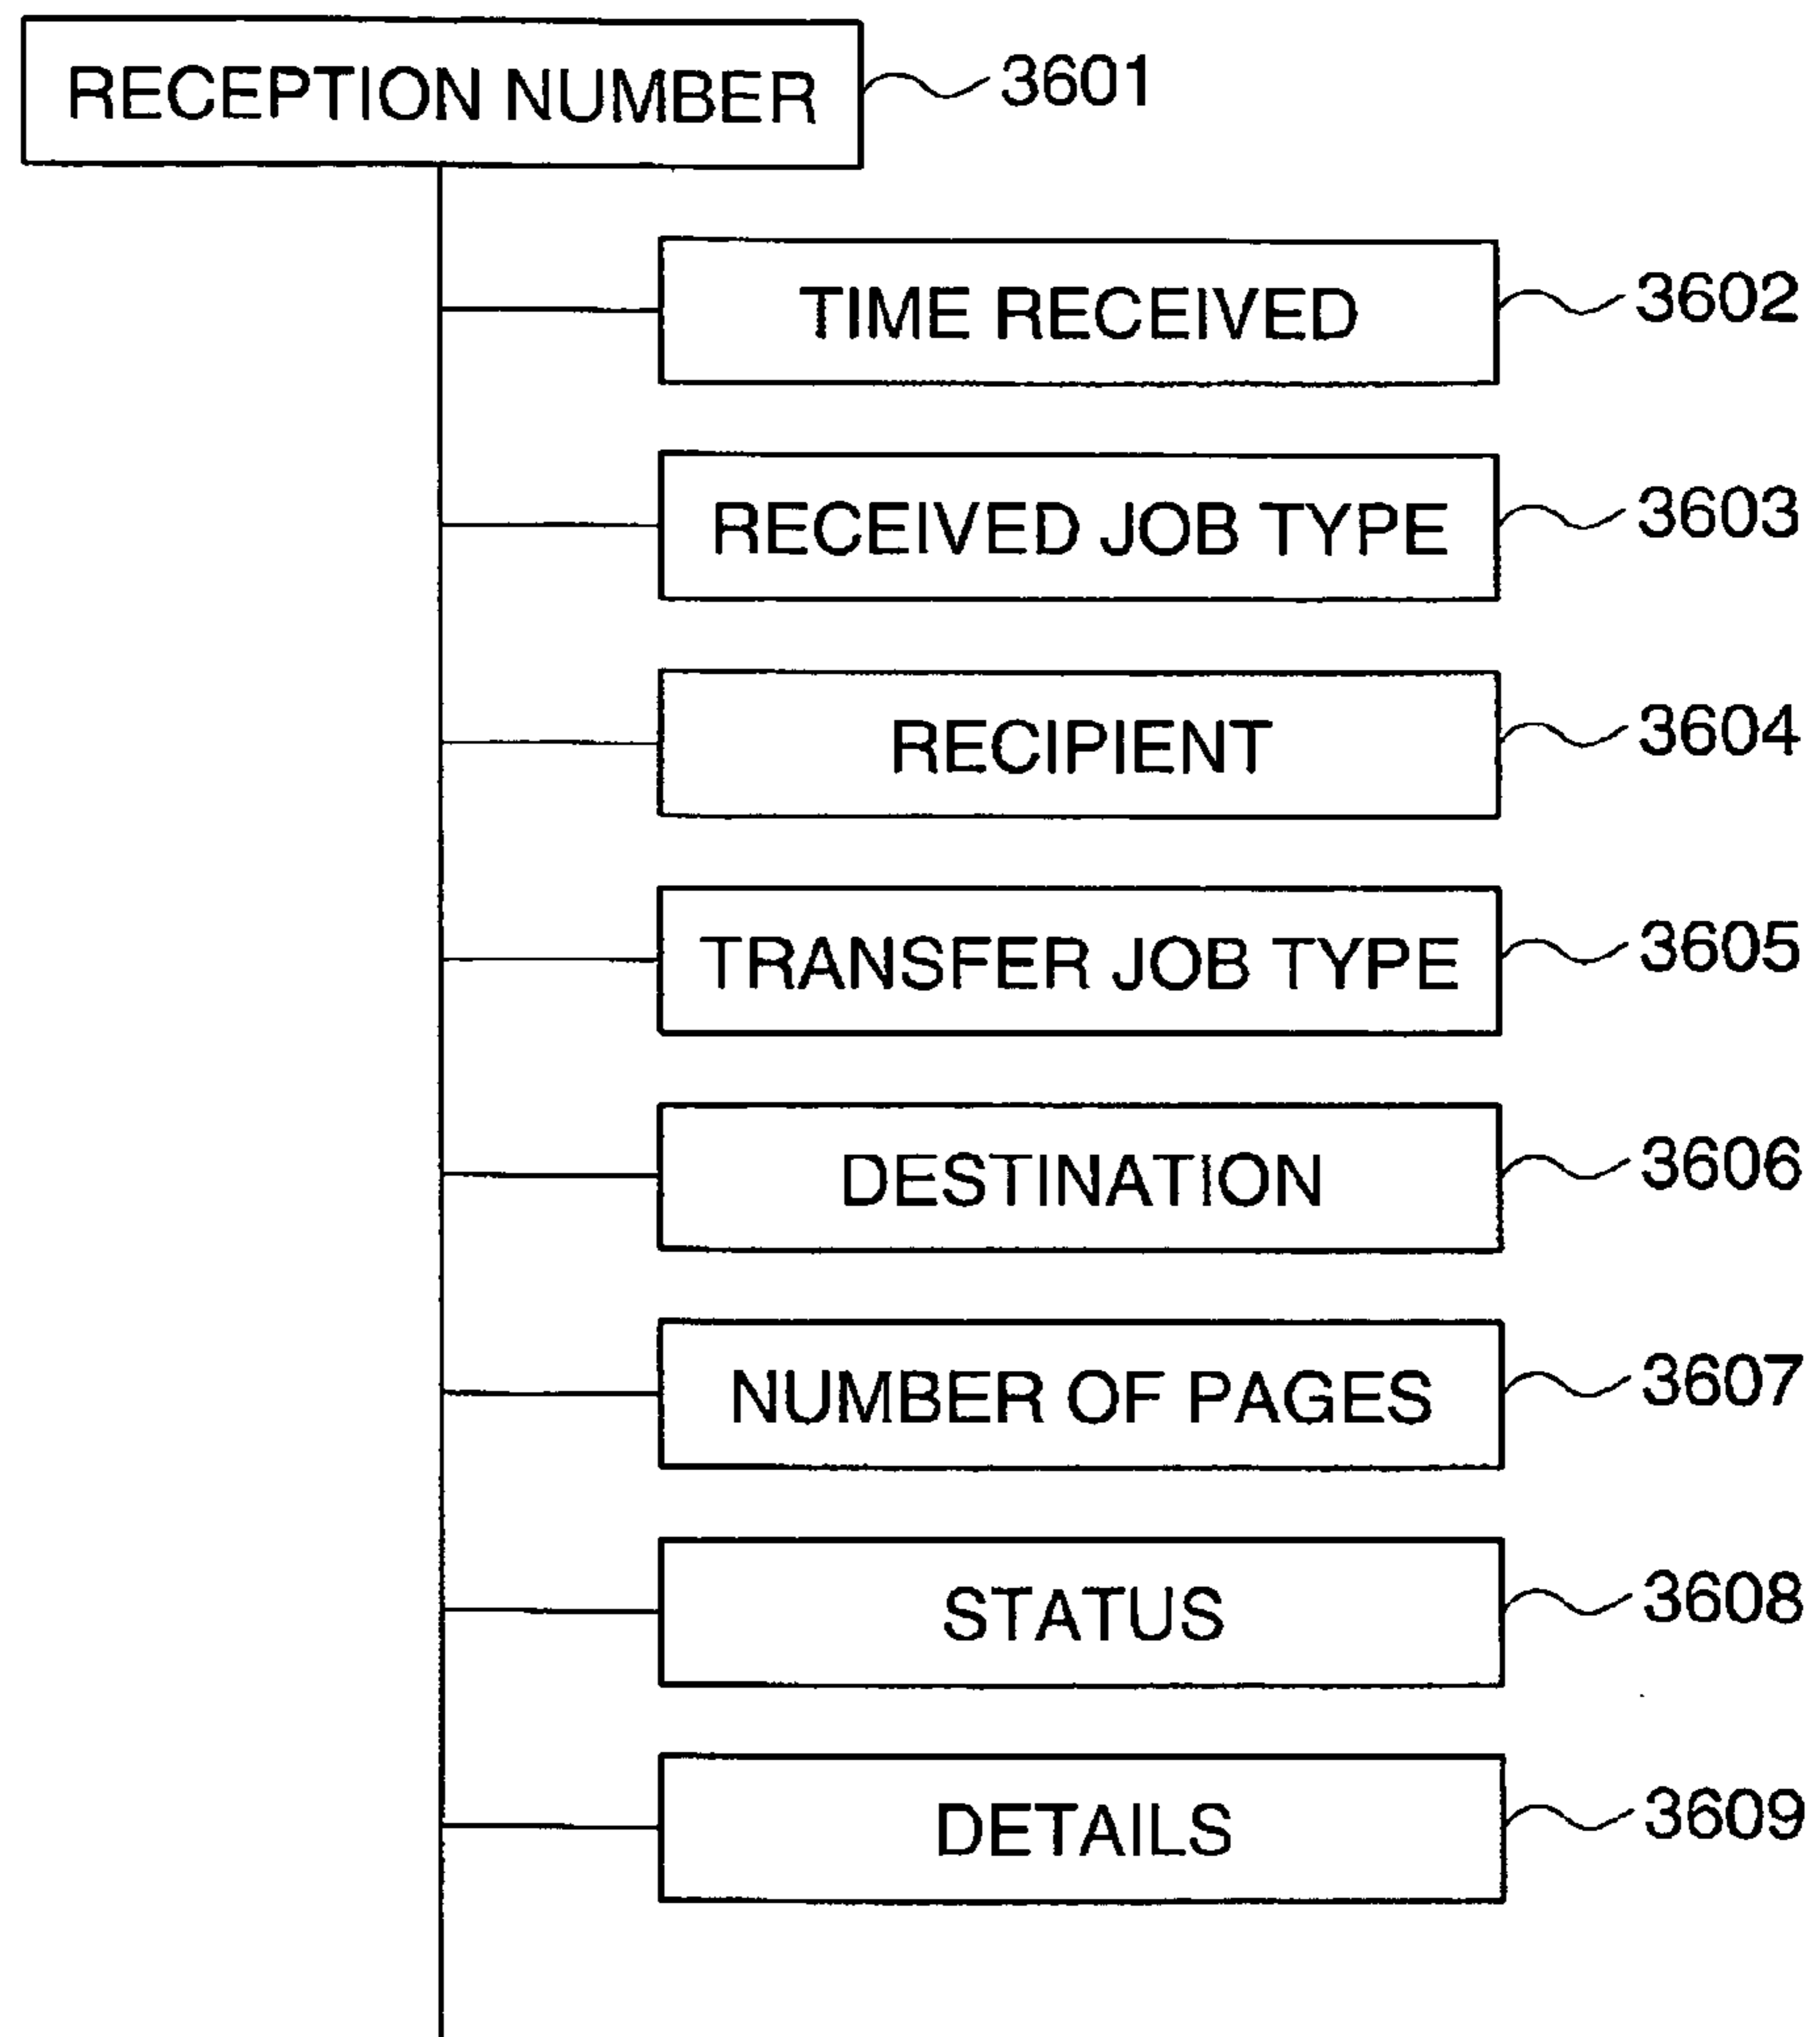 RECEPTION NUMBER 3601
TIME RECEIVED 3602
RECEIVED JOB TYPE 3603
RECIPIENT 3604
TRANSFER JOB TYPE 3605
DESTINATION 3606
NUMBER OF PAGES 3607
STATUS 3608
DETAILS 3609